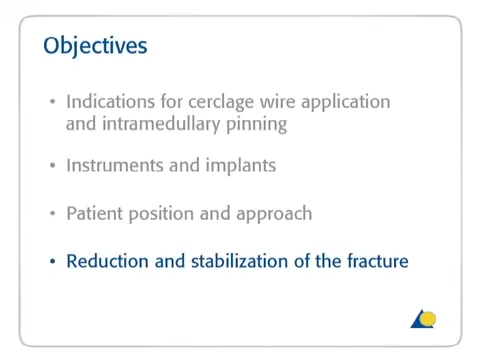 Objectives
• Indications for cerclage wire application
and intramedullary pinning
• Instruments and implants
• Patient position and approach
• Reduction and stabilization of the fracture